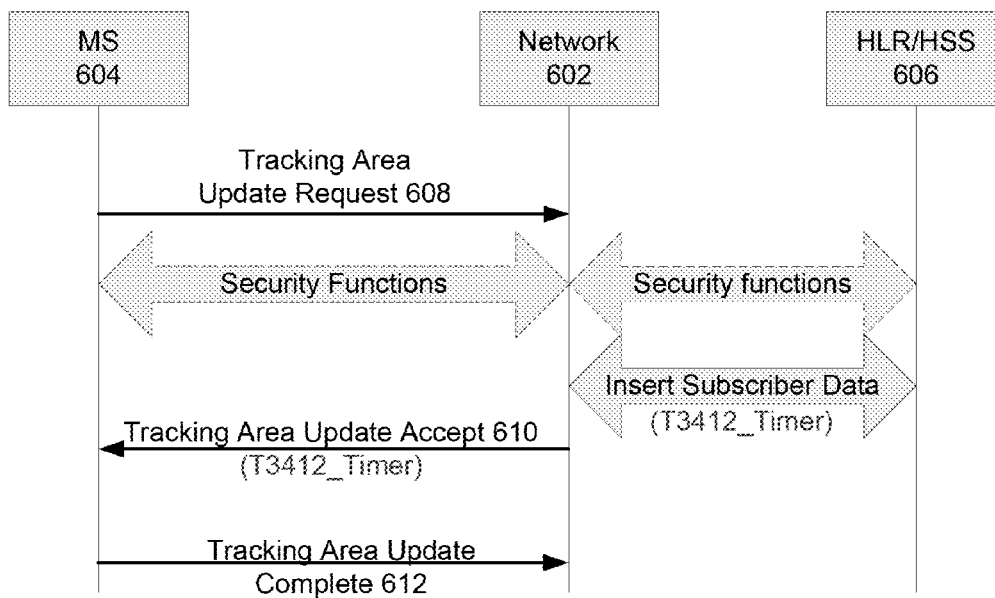 MS
604
Network
602
HLR/HSS
606
Tracking Area
Update Request 608
Security Functions
Security functions
Insert Subscriber Data
(T3412_Timer)
Tracking Area Update Accept 610
(T3412_Timer)
Tracking Area Update
Complete 612